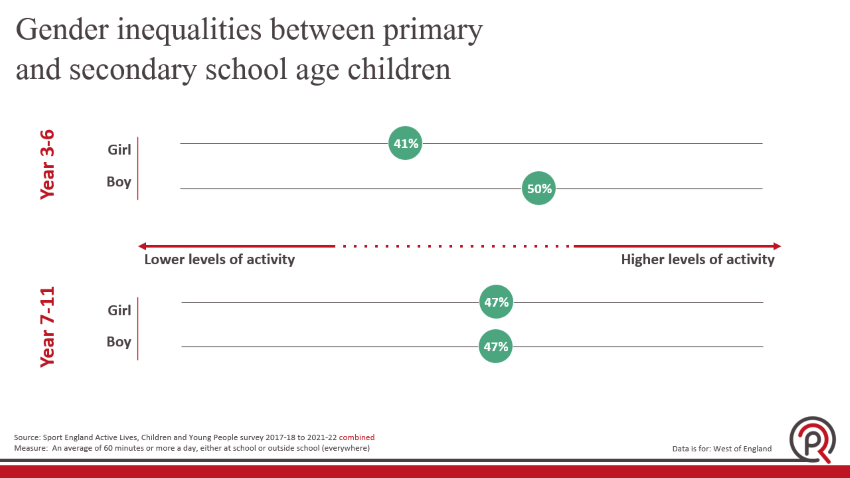 Gender inequalities between primary
and secondary school age children
Year 3-6
Girl
41%
Boy
50%
Lower levels of activity
Higher levels of activity
Year 7-11
Girl
47%
Boy
47%
Source: Sport England Active Lives, Children and Young People survey 2017-18 to 2021-22 combined
Measure: An average of 60 minutes or more a day, either at school or outside school (everywhere)
Data is for: West of England